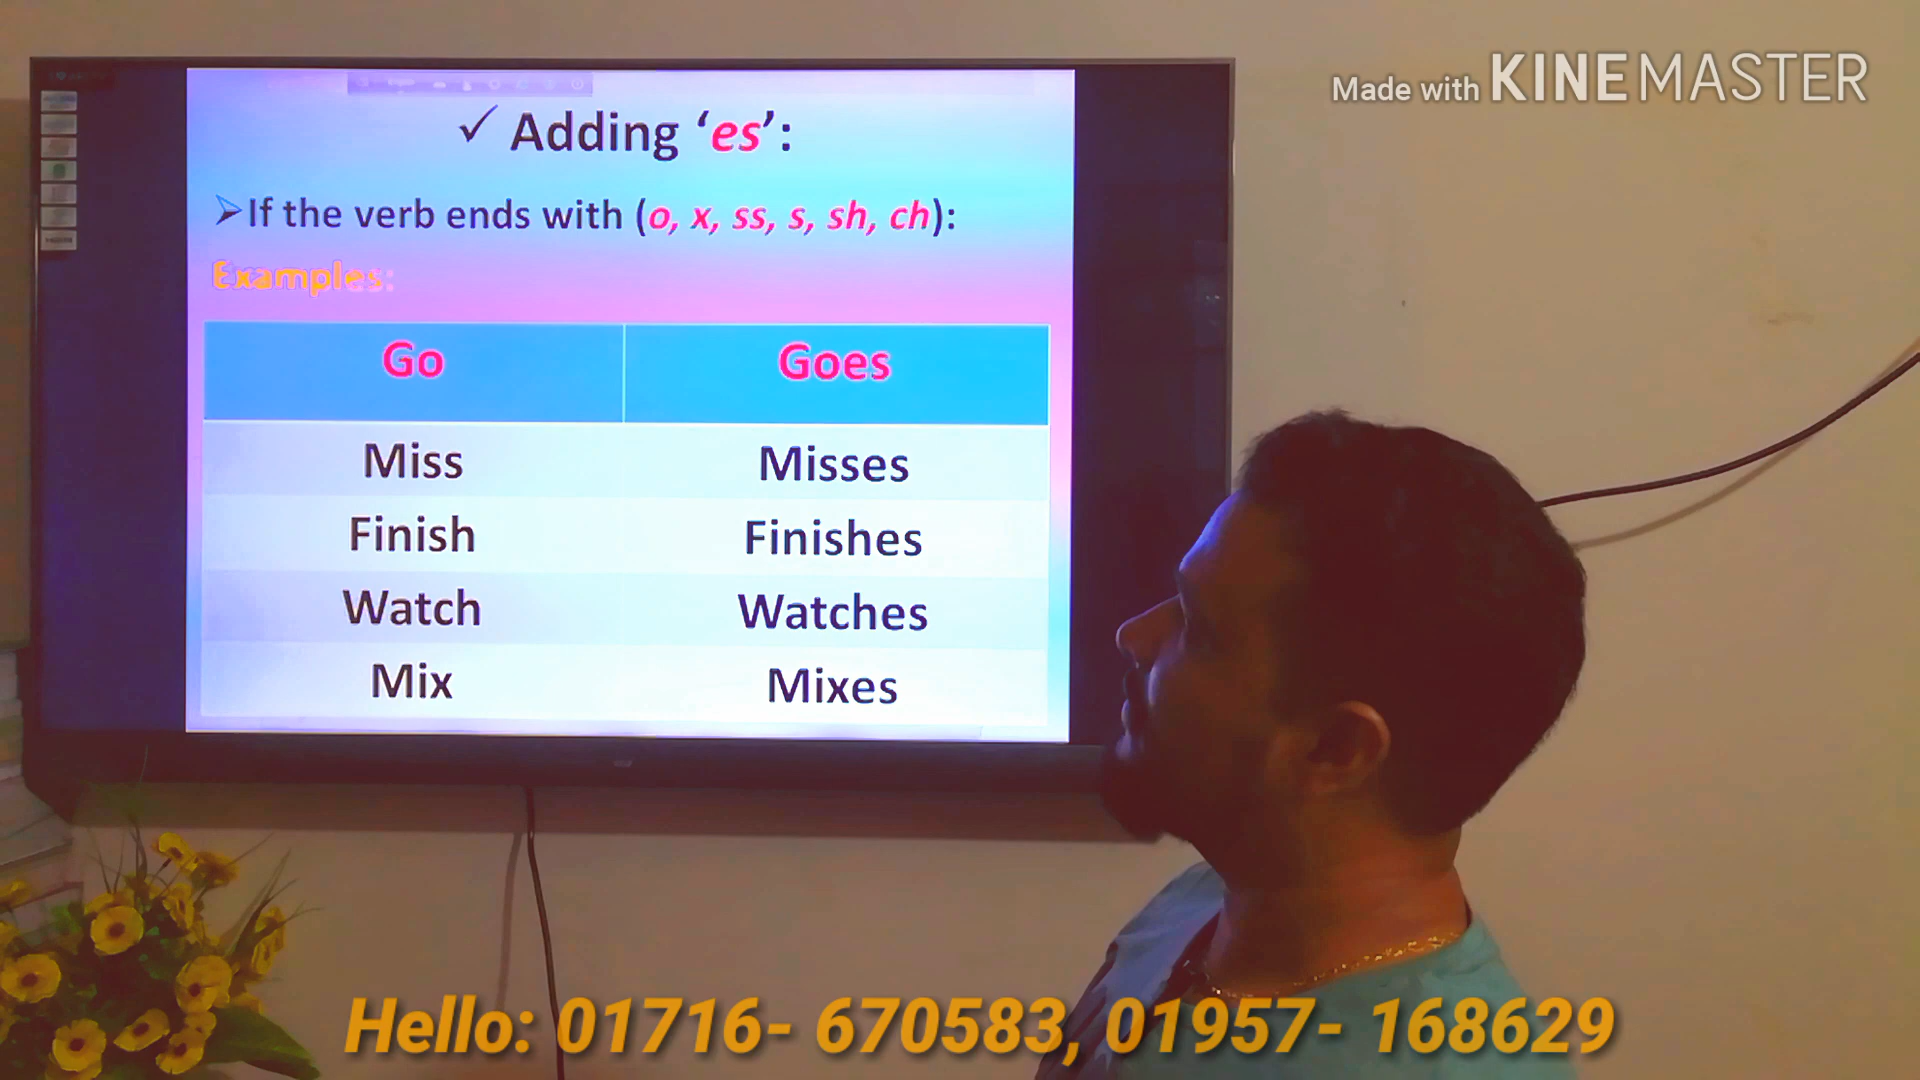 Made with KINEMASTER
✓ Adding ‘es’:
➢If the verb ends with (o, x, ss, s, sh, ch):
Examples:
Go Goes
Miss Misses
Finish Finishes
Watch Watches
Mix Mixes
Hello: 01716- 670583, 01957- 168629